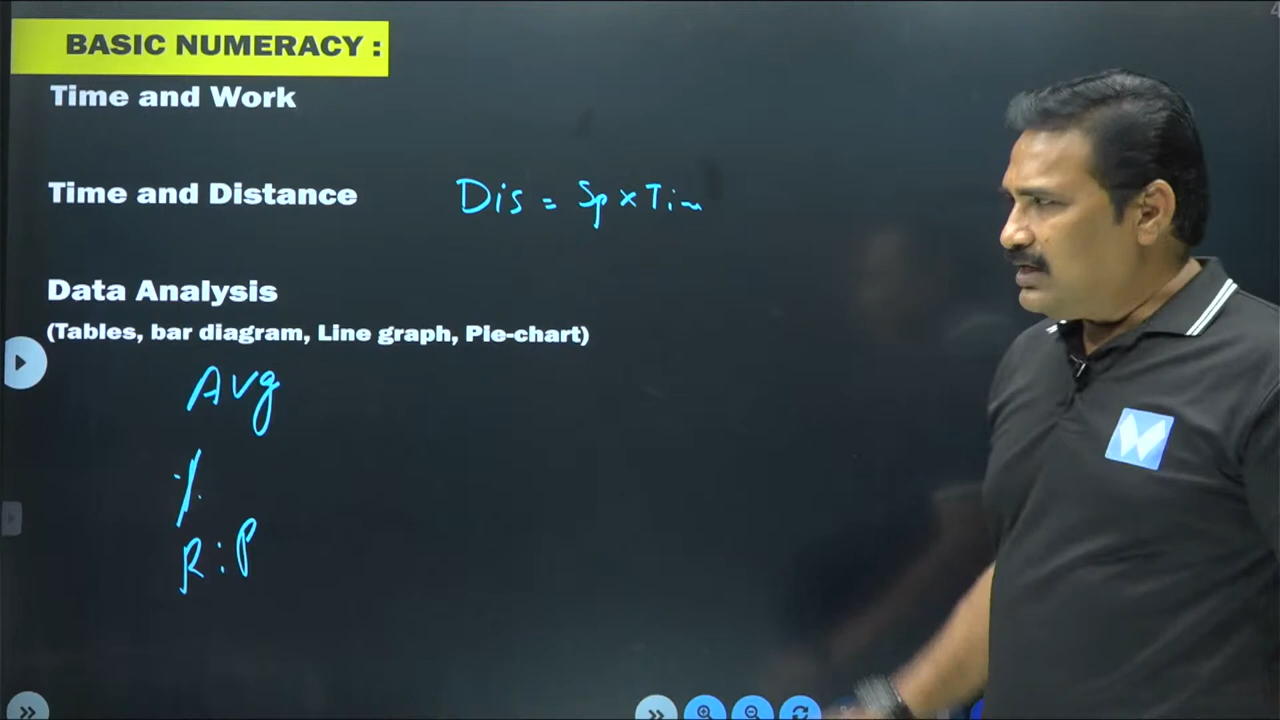 BASIC NUMERACY :
Time and Work
Time and Distance Dis = Sp x Tim
Data Analysis
(Tables, bar diagram, Line graph, Pie-chart)
Avg
%
R : P